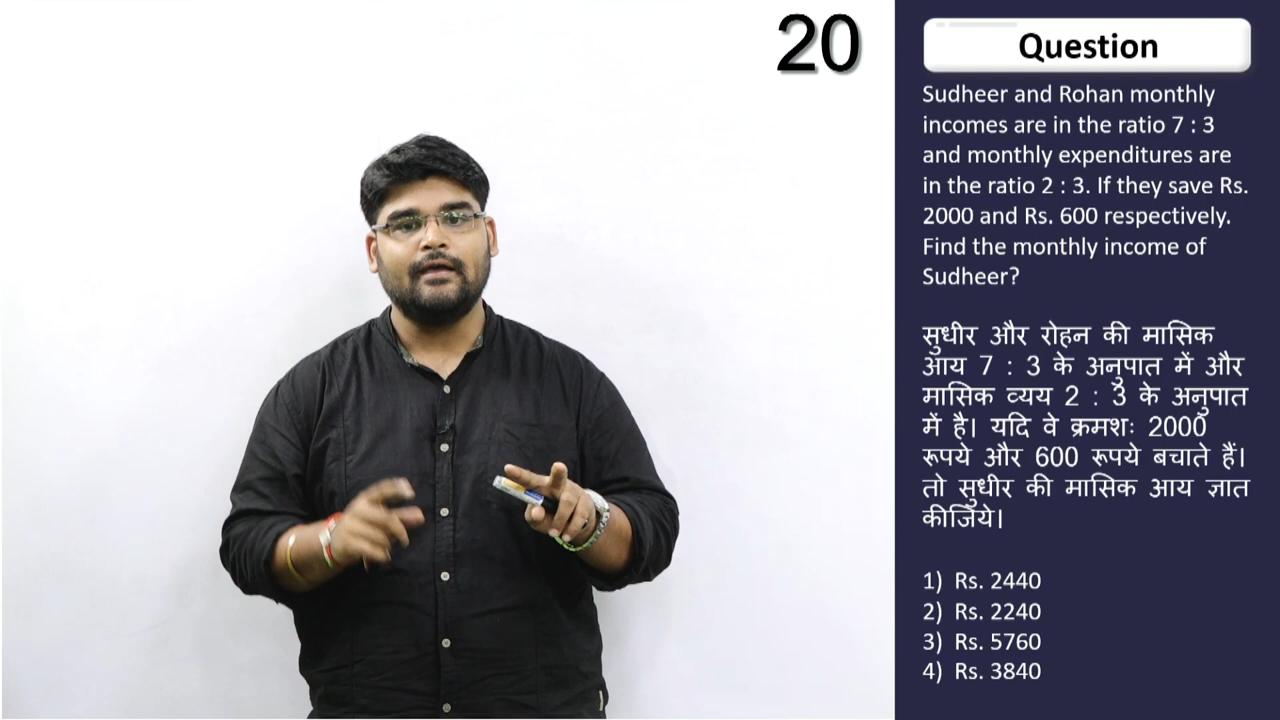 20
Question
Sudheer and Rohan monthly
incomes are in the ratio 7 : 3
and monthly expenditures are
in the ratio 2 : 3. If they save Rs.
2000 and Rs. 600 respectively.
Find the monthly income of
Sudheer?
सुधीर और रोहन की मासिक
आय 7 : 3 के अनुपात में और
मासिक व्यय 2 : 3 के अनुपात
में है। यदि वे क्रमशः 2000
रूपये और 600 रूपये बचाते हैं।
तो सुधीर की मासिक आय ज्ञात
कीजिये।
1) Rs. 2440
2) Rs. 2240
3) Rs. 5760
4) Rs. 3840